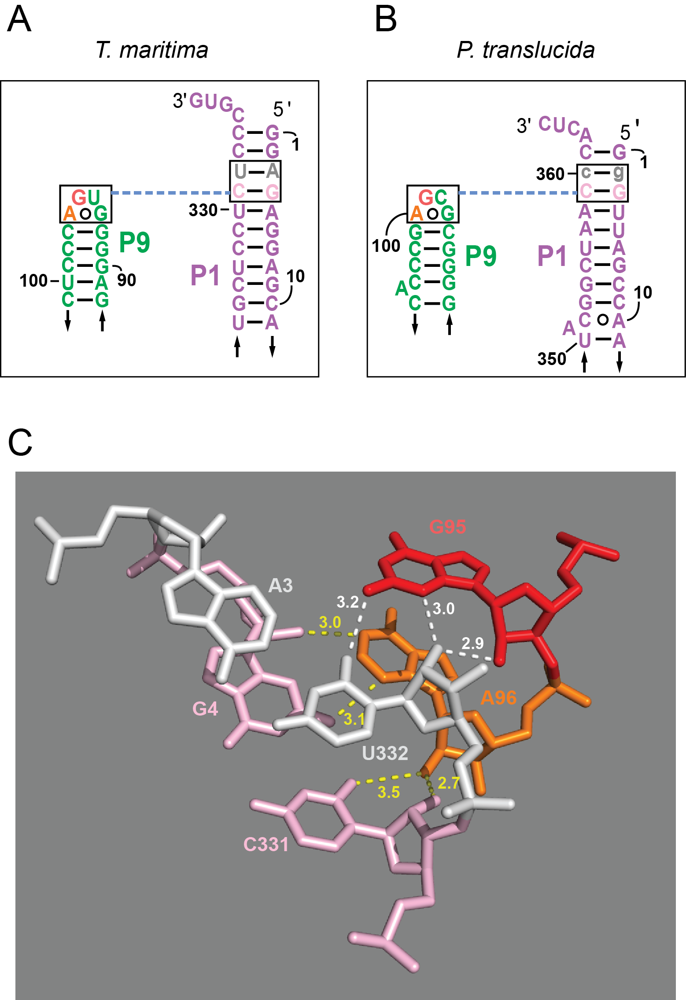 A
B
T. maritima
P. translucida
3'GUGC
5'
C G
1
C G
U A
C G
330 U A
C G
C G
U A
C G
10
G C
U A
P1
GU
A G
C G
C G
C G
90
100 U A
C G
P9
3' CUCA
5'
C G
1
360 c g
C G
A U
A U
U A
C G
G C
G C
10
C A
A
U A
350
P1
GC
A G
100
G C
C G
C G
C G
A
C G
P9
C
G95
A3
3.2
3.0
3.0
2.9
A96
G4
3.1
U332
2.7
3.5
C331